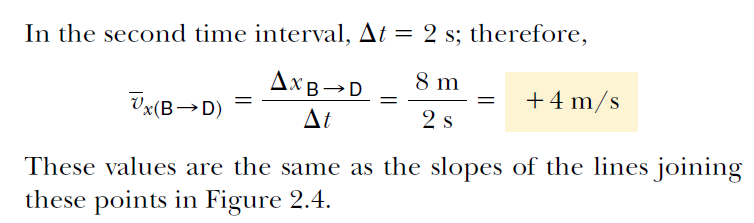 In the second time interval, Δt = 2 s; therefore,
v̅ₓ(B→D) = Δx B→D / Δt = 8 m / 2 s = +4 m/s
These values are the same as the slopes of the lines joining
these points in Figure 2.4.